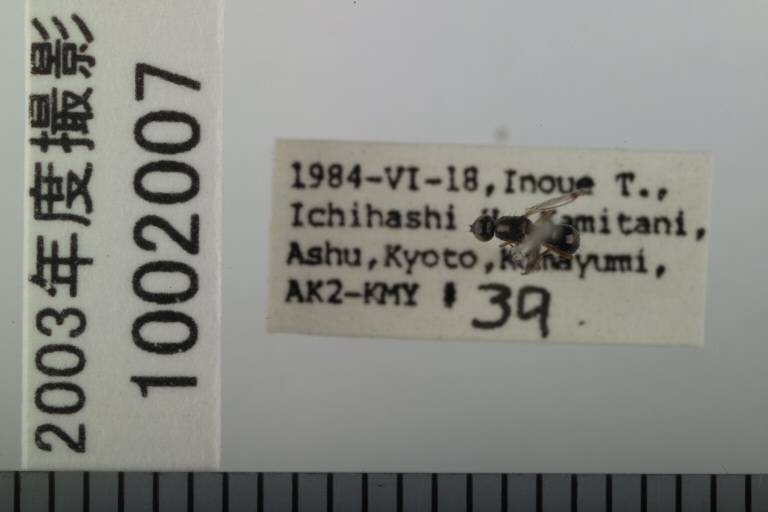 2003年度撮影
1002007
1984-VI-18, Inoue T.,
Ichihashi amitani,
Ashu, Kyoto,
AK2-KMY # 39